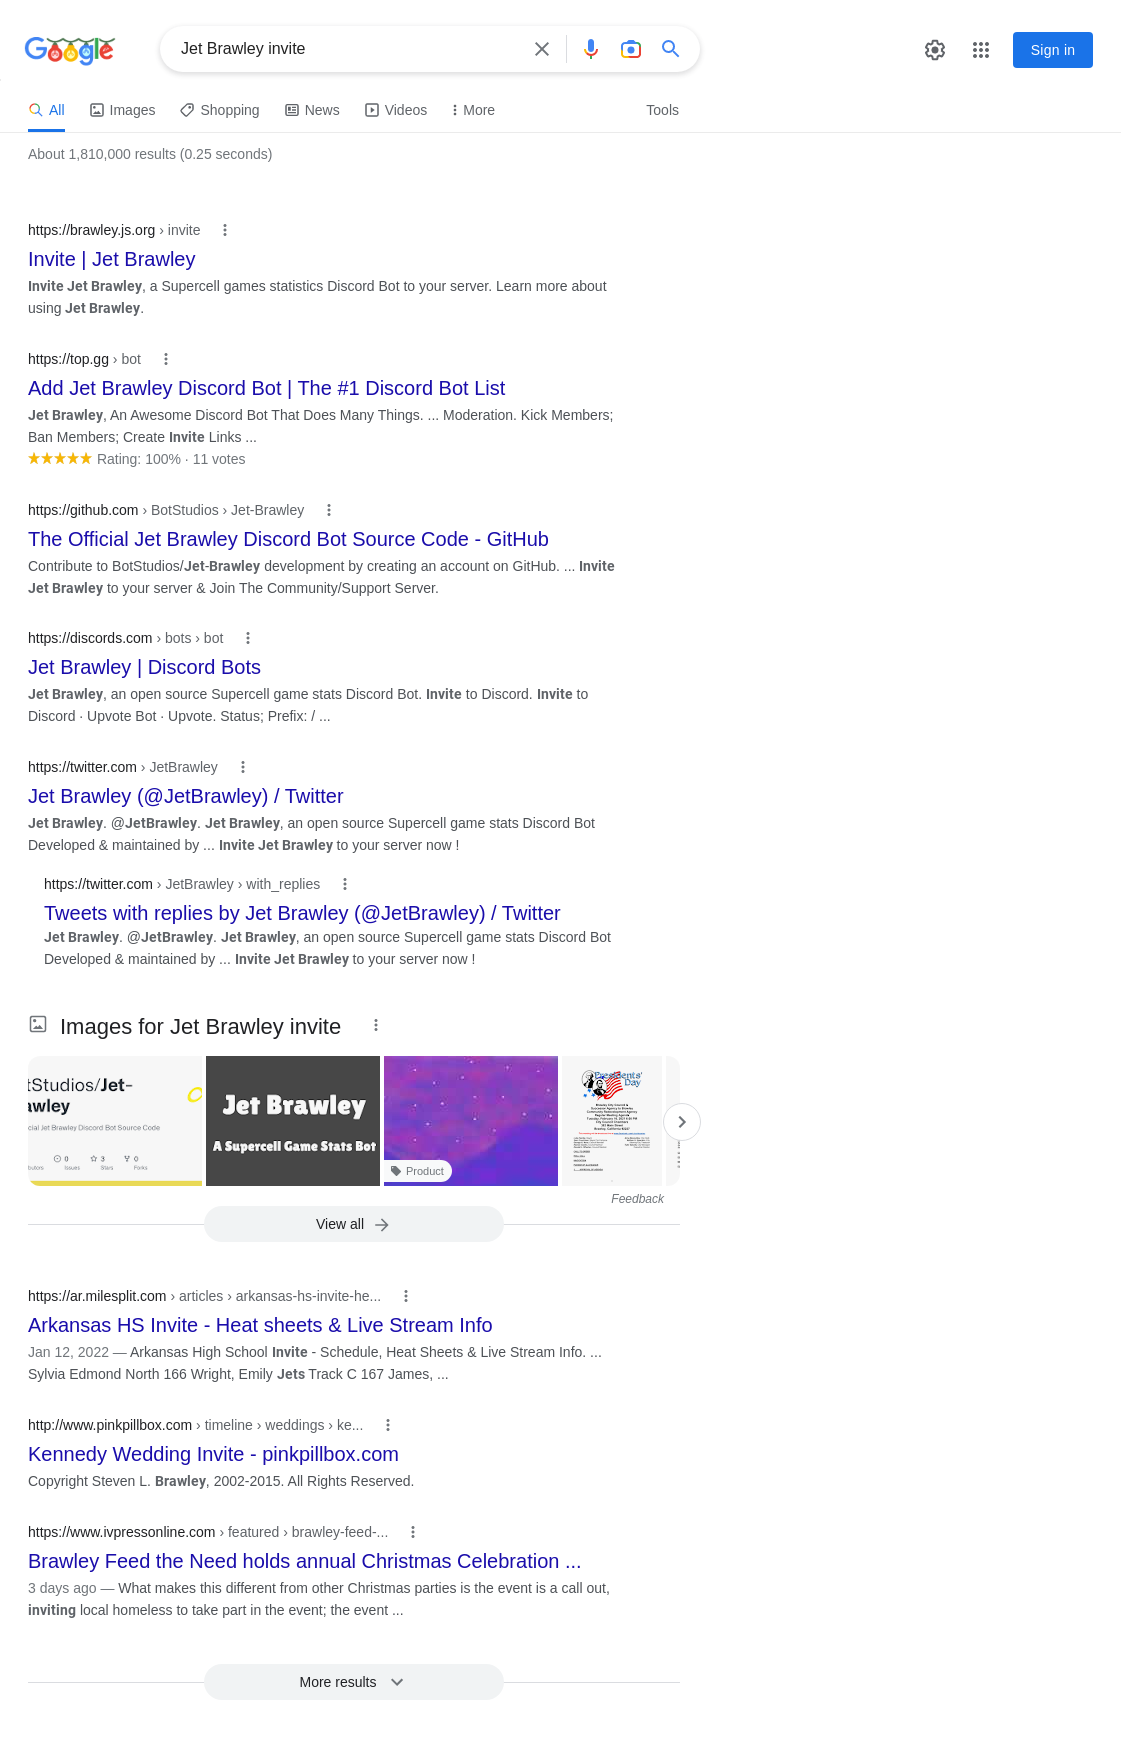 Google
Jet Brawley invite
Sign in
All
Images
Shopping
News
Videos
More
Tools
About 1,810,000 results (0.25 seconds)
https://brawley.js.org › invite
Invite | Jet Brawley
Invite Jet Brawley, a Supercell games statistics Discord Bot to your server. Learn more about
using Jet Brawley.
https://top.gg › bot
Add Jet Brawley Discord Bot | The #1 Discord Bot List
Jet Brawley, An Awesome Discord Bot That Does Many Things. ... Moderation. Kick Members;
Ban Members; Create Invite Links ...
Rating: 100% · 11 votes
https://github.com › BotStudios › Jet-Brawley
The Official Jet Brawley Discord Bot Source Code - GitHub
Contribute to BotStudios/Jet-Brawley development by creating an account on GitHub. ... Invite
Jet Brawley to your server & Join The Community/Support Server.
https://discords.com › bots › bot
Jet Brawley | Discord Bots
Jet Brawley, an open source Supercell game stats Discord Bot. Invite to Discord. Invite to
Discord · Upvote Bot · Upvote. Status; Prefix: / ...
https://twitter.com › JetBrawley
Jet Brawley (@JetBrawley) / Twitter
Jet Brawley. @JetBrawley. Jet Brawley, an open source Supercell game stats Discord Bot
Developed & maintained by ... Invite Jet Brawley to your server now !
https://twitter.com › JetBrawley › with_replies
Tweets with replies by Jet Brawley (@JetBrawley) / Twitter
Jet Brawley. @JetBrawley. Jet Brawley, an open source Supercell game stats Discord Bot
Developed & maintained by ... Invite Jet Brawley to your server now !
Images for Jet Brawley invite
tStudios/Jet-
awley
cial Jet Brawley Discord Bot Source Code
0
3
0
Issues
Stars
Forks
Jet Brawley
A Supercell Game Stats Bot
Product
Presidents'
Day
Feedback
View all
https://ar.milesplit.com › articles › arkansas-hs-invite-he...
Arkansas HS Invite - Heat sheets & Live Stream Info
Jan 12, 2022 — Arkansas High School Invite - Schedule, Heat Sheets & Live Stream Info. ...
Sylvia Edmond North 166 Wright, Emily Jets Track C 167 James, ...
http://www.pinkpillbox.com › timeline › weddings › ke...
Kennedy Wedding Invite - pinkpillbox.com
Copyright Steven L. Brawley, 2002-2015. All Rights Reserved.
https://www.ivpressonline.com › featured › brawley-feed-...
Brawley Feed the Need holds annual Christmas Celebration ...
3 days ago — What makes this different from other Christmas parties is the event is a call out,
inviting local homeless to take part in the event; the event ...
More results